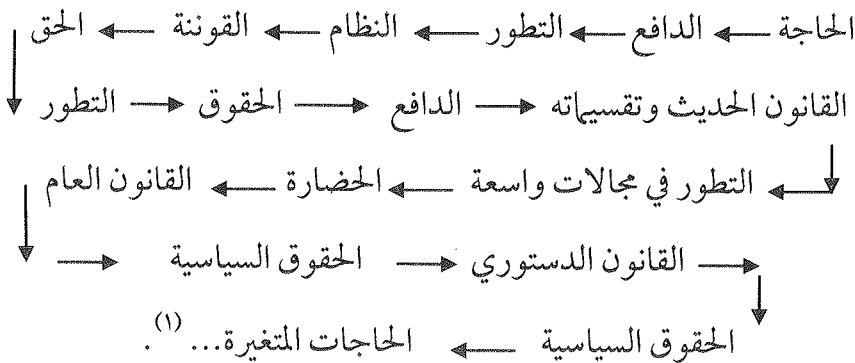 الحاجة ← الدافع ← التطور ← النظام ← القوننة ← الحق ↓
القانون الحديث وتقسيماته → الدافع → الحقوق → التطور
↓ ← التطور في مجالات واسعة ← الحضارة ← القانون العام ↓
→ القانون الدستوري → الحقوق السياسية →
↓ الحقوق السياسية ← الحاجات المتغيرة... (١).